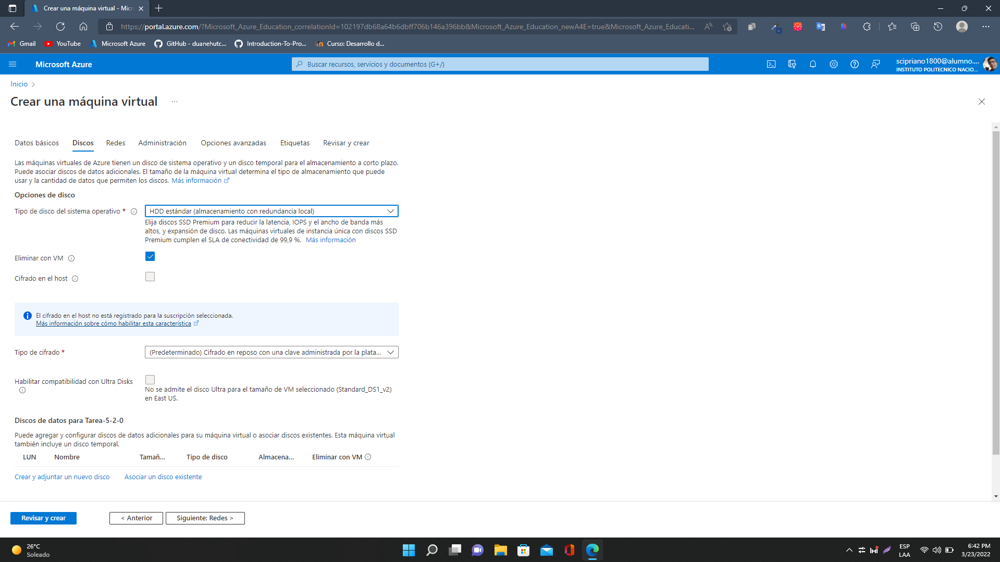 Crear una máquina virtual - Micr
https://portal.azure.com/?Microsoft_Azure_Education_correlationId=102197db68a64b6dbff706b146a396bb&Microsoft_Azure_Education_newA4E=true&Microsoft_Azure_Educati...
Gmail
YouTube
Microsoft Azure
GitHub - duanehutc...
Introduction-To-Pro...
Curso: Desarrollo d...
Microsoft Azure
Buscar recursos, servicios y documentos (G+/)
scipriano1800@alumno....
INSTITUTO POLITECNICO NACIO...
Inicio >
Crear una máquina virtual ...
Datos básicos
Discos
Redes
Administración
Opciones avanzadas
Etiquetas
Revisar y crear
Las máquinas virtuales de Azure tienen un disco de sistema operativo y un disco temporal para el almacenamiento a corto plazo.
Puede asociar discos de datos adicionales. El tamaño de la máquina virtual determina el tipo de almacenamiento que puede
usar y la cantidad de datos que permiten los discos. Más información
Opciones de disco
Tipo de disco del sistema operativo *
HDD estándar (almacenamiento con redundancia local)
Elija discos SSD Premium para reducir la latencia, IOPS y el ancho de banda más
altos, y expansión de disco. Las máquinas virtuales de instancia única con discos SSD
Premium cumplen el SLA de conectividad de 99,9 %. Más información
Eliminar con VM
Cifrado en el host
El cifrado en el host no está registrado para la suscripción seleccionada.
Más información sobre cómo habilitar esta característica
Tipo de cifrado *
(Predeterminado) Cifrado en reposo con una clave administrada por la plata...
Habilitar compatibilidad con Ultra Disks
No se admite el disco Ultra para el tamaño de VM seleccionado (Standard_DS1_v2)
en East US.
Discos de datos para Tarea-5-2-0
Puede agregar y configurar discos de datos adicionales para su máquina virtual o asociar discos existentes. Esta máquina virtual
también incluye un disco temporal.
LUN
Nombre
Tamañ...
Tipo de disco
Almacena...
Eliminar con VM
Crear y adjuntar un nuevo disco
Asociar un disco existente
Revisar y crear
< Anterior
Siguiente: Redes >
26°C
Soleado
ESP
LAA
6:42 PM
3/23/2022